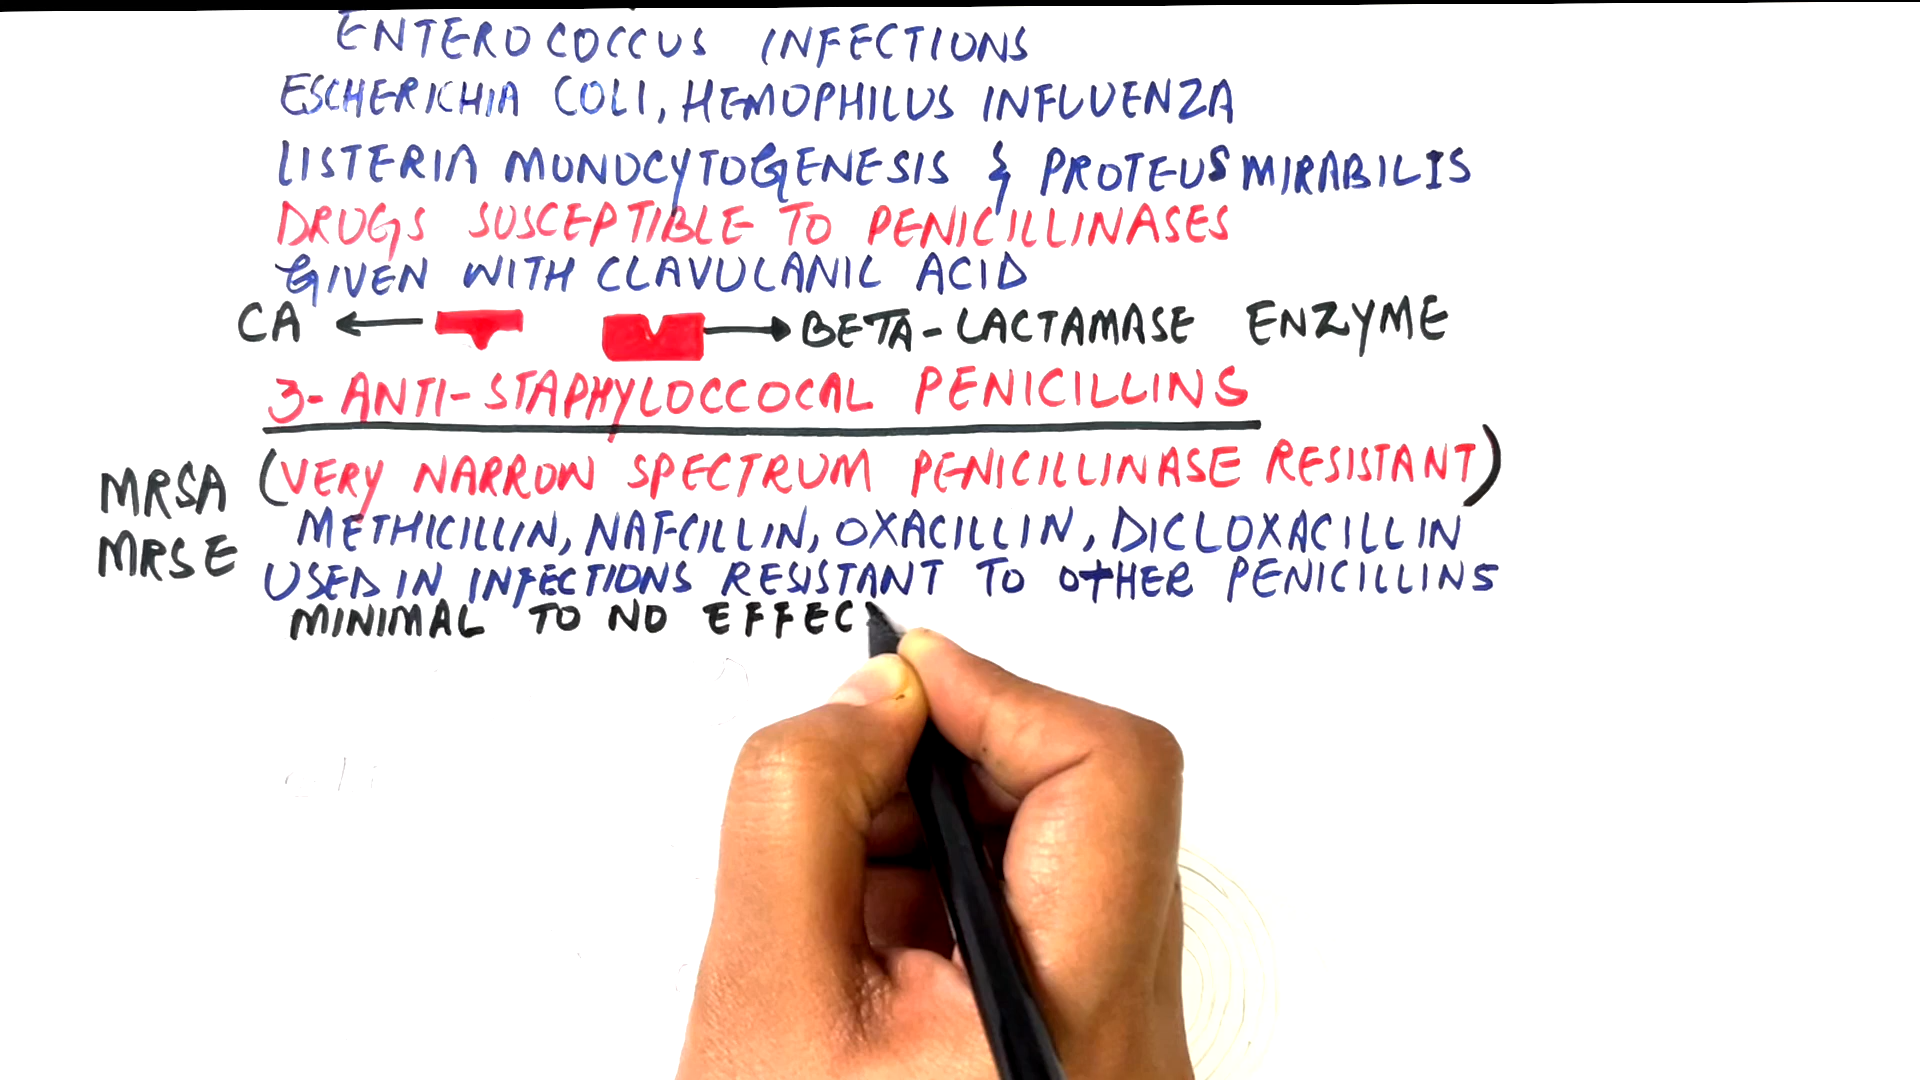 ENTEROCOCCUS INFECTIONS
ESCHERICHIA COLI, HEMOPHILUS INFLUENZA
LISTERIA MONOCYTOGENESIS & PROTEUS MIRABILIS
DRUGS SUSCEPTIBLE TO PENICILLINASES
GIVEN WITH CLAVULANIC ACID
CA ← → BETA-LACTAMASE ENZYME
3- ANTI-STAPHYLOCCOCAL PENICILLINS
MRSA (VERY NARROW SPECTRUM PENICILLINASE RESISTANT)
METHICILLIN, NAFCILLIN, OXACILLIN, DICLOXACILLIN
MRSE USED IN INFECTIONS RESISTANT TO OTHER PENICILLINS
MINIMAL TO NO EFFEC